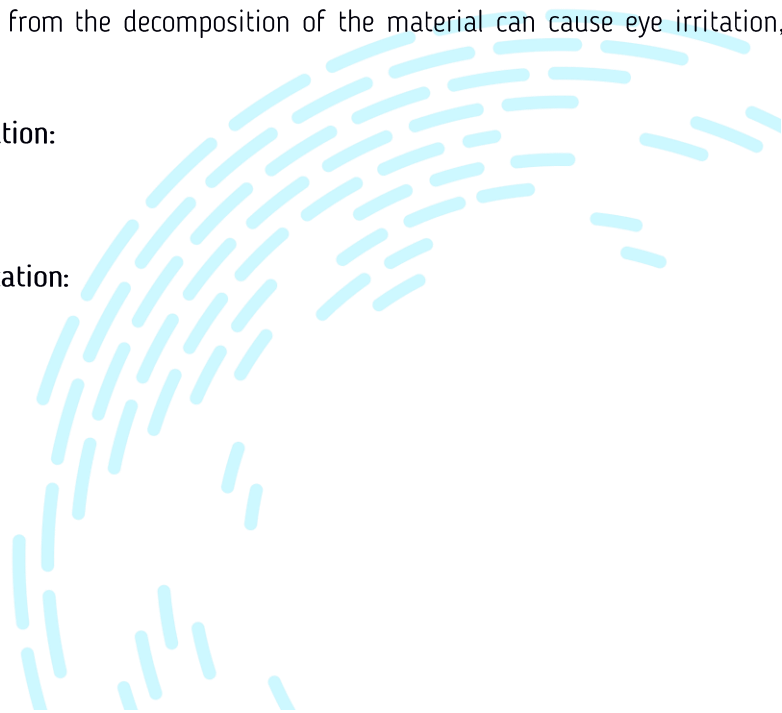 from the decomposition of the material can cause eye irritation,
tion:
ation: